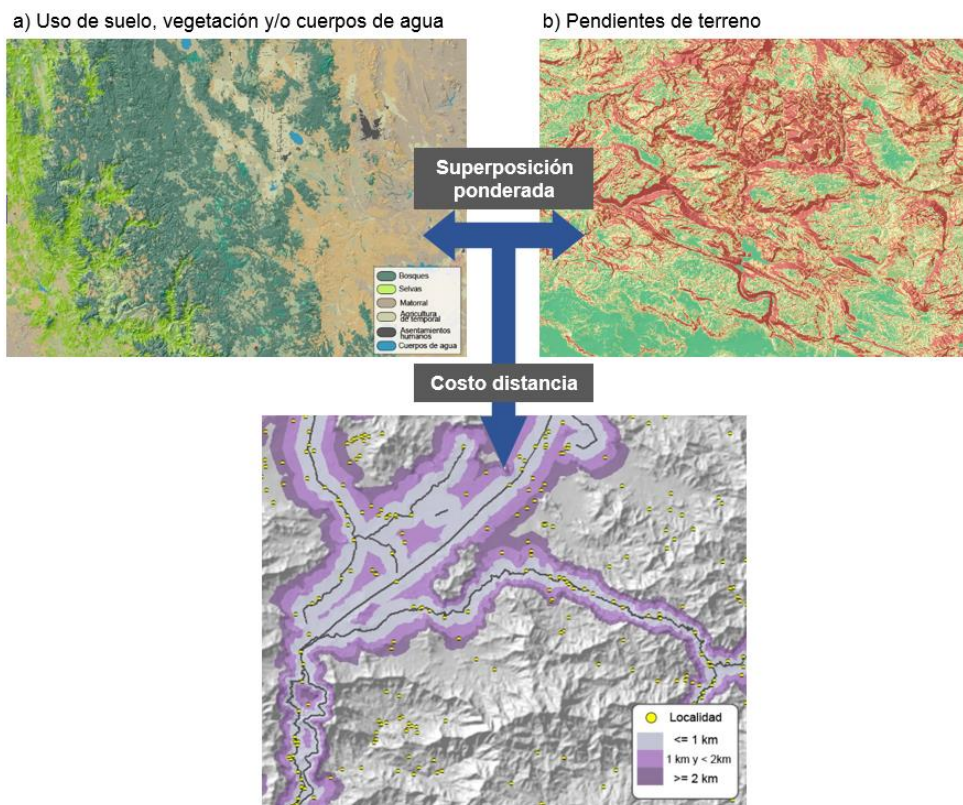 a) Uso de suelo, vegetación y/o cuerpos de agua
b) Pendientes de terreno
Superposición
ponderada
Bosques
Selvas
Matorral
Agricultura
de temporal
Asentamientos
humanos
Cuerpos de agua
Costo distancia
Localidad
<= 1 km
1 km y < 2km
>= 2 km